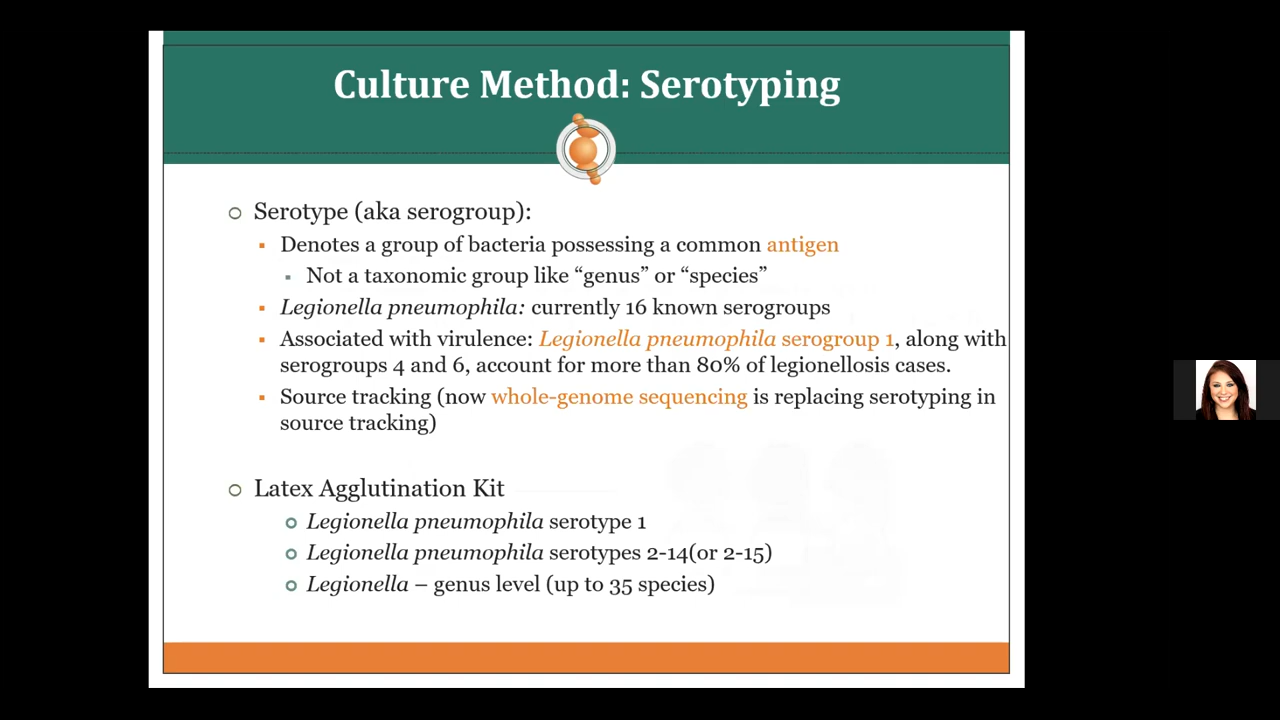 Culture Method: Serotyping
Serotype (aka serogroup):
Denotes a group of bacteria possessing a common antigen
Not a taxonomic group like “genus” or “species”
Legionella pneumophila: currently 16 known serogroups
Associated with virulence: Legionella pneumophila serogroup 1, along with
serogroups 4 and 6, account for more than 80% of legionellosis cases.
Source tracking (now whole-genome sequencing is replacing serotyping in
source tracking)
Latex Agglutination Kit
Legionella pneumophila serotype 1
Legionella pneumophila serotypes 2-14(or 2-15)
Legionella – genus level (up to 35 species)